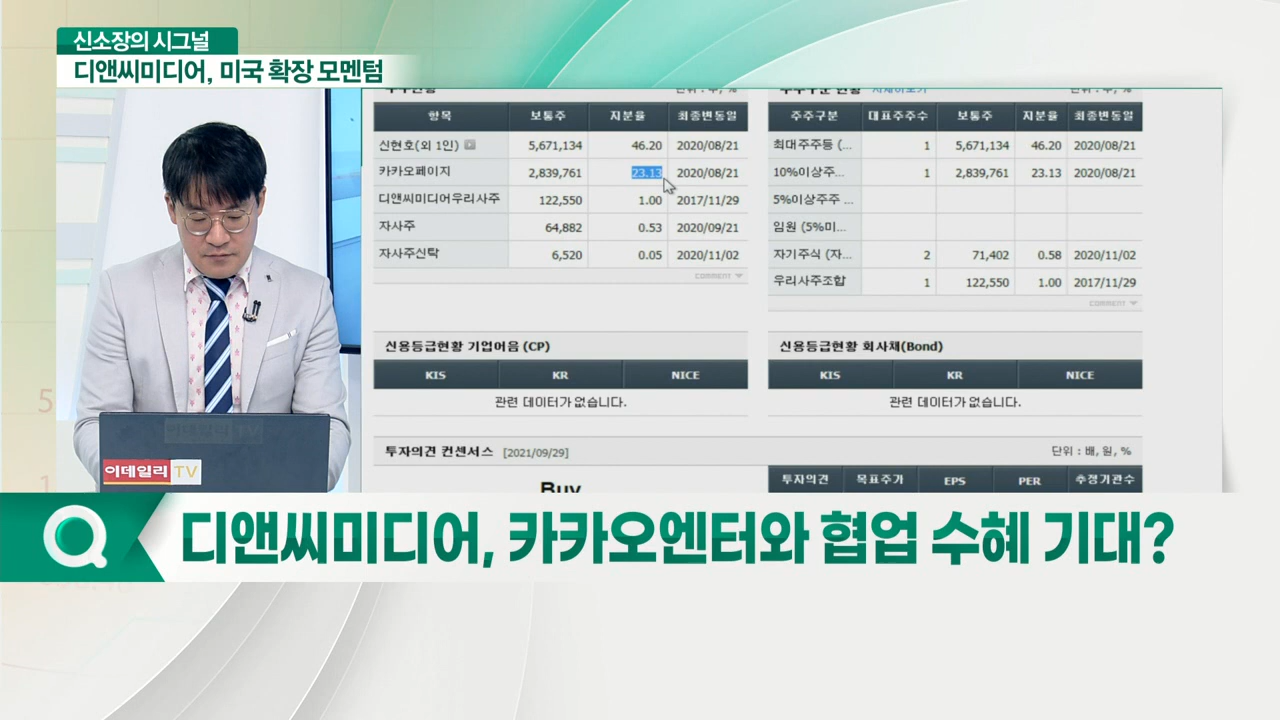 신소장의 시그널
디앤씨미디어, 미국 확장 모멘텀
항목 보통주 지분율 최종변동일
신현호(외 1인) 5,671,134 46.20 2020/08/21
카카오페이지 2,839,761 23.13 2020/08/21
디앤씨미디어우리사주 122,550 1.00 2017/11/29
자사주 64,882 0.53 2020/09/21
자사주신탁 6,520 0.05 2020/11/02
COMMENT
주주구분 대표주주수 보통주 지분율 최종변동일
최대주주등 (... 1 5,671,134 46.20 2020/08/21
10%이상주... 1 2,839,761 23.13 2020/08/21
5%이상주주 ...
임원 (5%미...
자기주식 (자... 2 71,402 0.58 2020/11/02
우리사주조합 1 122,550 1.00 2017/11/29
COMMENT
신용등급현황 기업어음 (CP)
KIS KR NICE
관련 데이터가 없습니다.
신용등급현황 회사채(Bond)
KIS KR NICE
관련 데이터가 없습니다.
투자의견 컨센서스 [2021/09/29] 단위 : 배, 원, %
Buy
투자의견 목표주가 EPS PER 추정기관수
이데일리 TV
이데일리 TV
디앤씨미디어, 카카오엔터와 협업 수혜 기대?